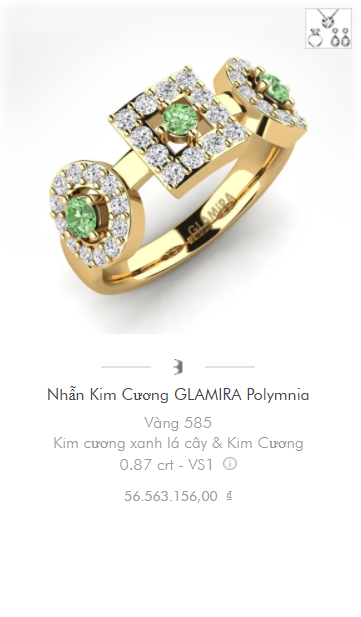 GLAMIRA
Nhẫn Kim Cương GLAMIRA Polymnia
Vàng 585
Kim cương xanh lá cây & Kim Cương
0.87 crt - VS1
56.563.156,00 ₫